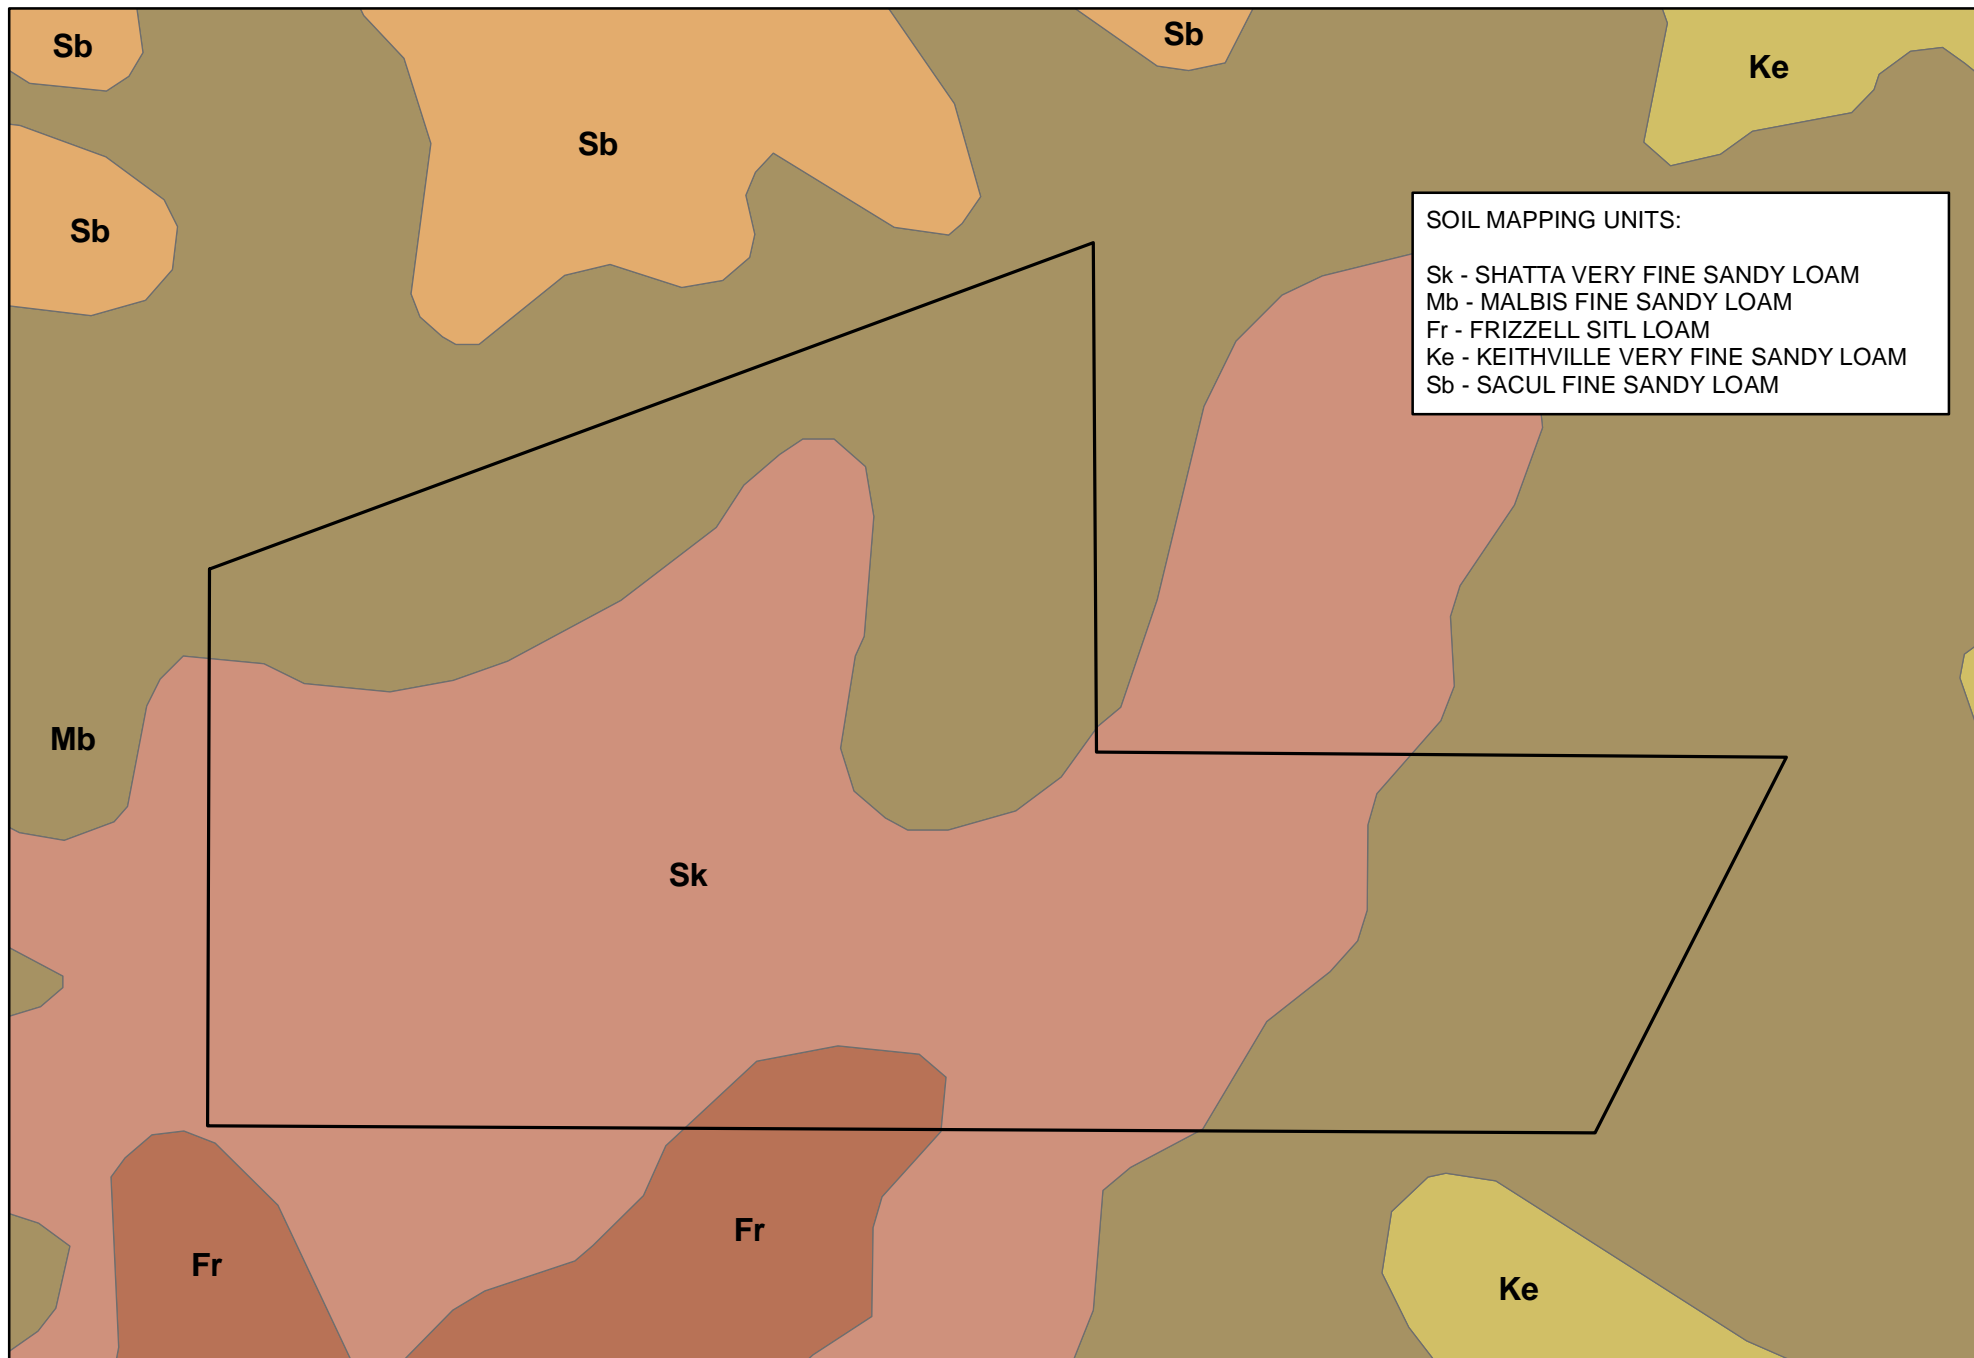 Sb
Sb
Ke
Sb
Sb
SOIL MAPPING UNITS:
Sk - SHATTA VERY FINE SANDY LOAM
Mb - MALBIS FINE SANDY LOAM
Fr - FRIZZELL SITL LOAM
Ke - KEITHVILLE VERY FINE SANDY LOAM
Sb - SACUL FINE SANDY LOAM
Mb
Sk
Fr
Fr
Ke